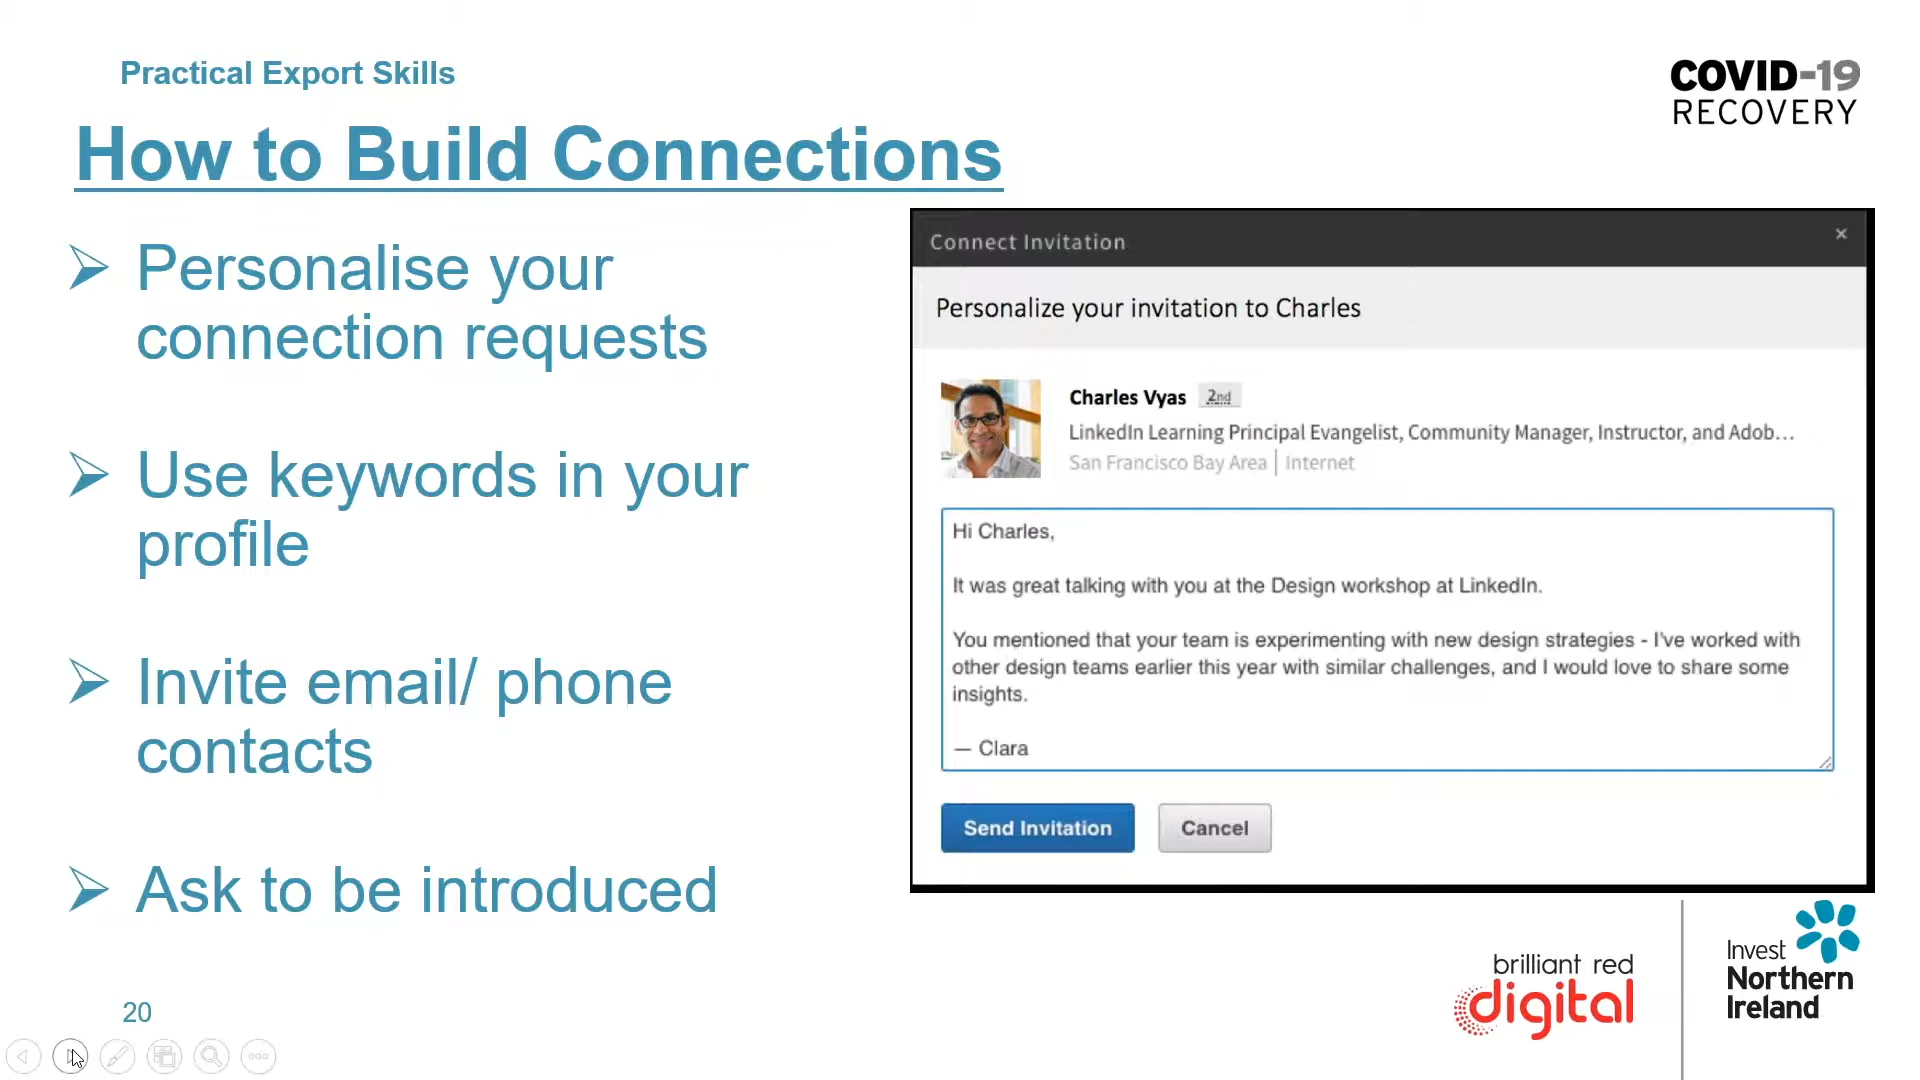 Practical Export Skills
COVID-19
RECOVERY
How to Build Connections
Personalise your
connection requests
Use keywords in your
profile
Invite email/ phone
contacts
Ask to be introduced
Connect Invitation
Personalize your invitation to Charles
Charles Vyas 2nd
LinkedIn Learning Principal Evangelist, Community Manager, Instructor, and Adob...
San Francisco Bay Area | Internet
Hi Charles,
It was great talking with you at the Design workshop at LinkedIn.
You mentioned that your team is experimenting with new design strategies - I've worked with
other design teams earlier this year with similar challenges, and I would love to share some
insights.
— Clara
Send Invitation
Cancel
brilliant red
digital
Invest
Northern
Ireland
20